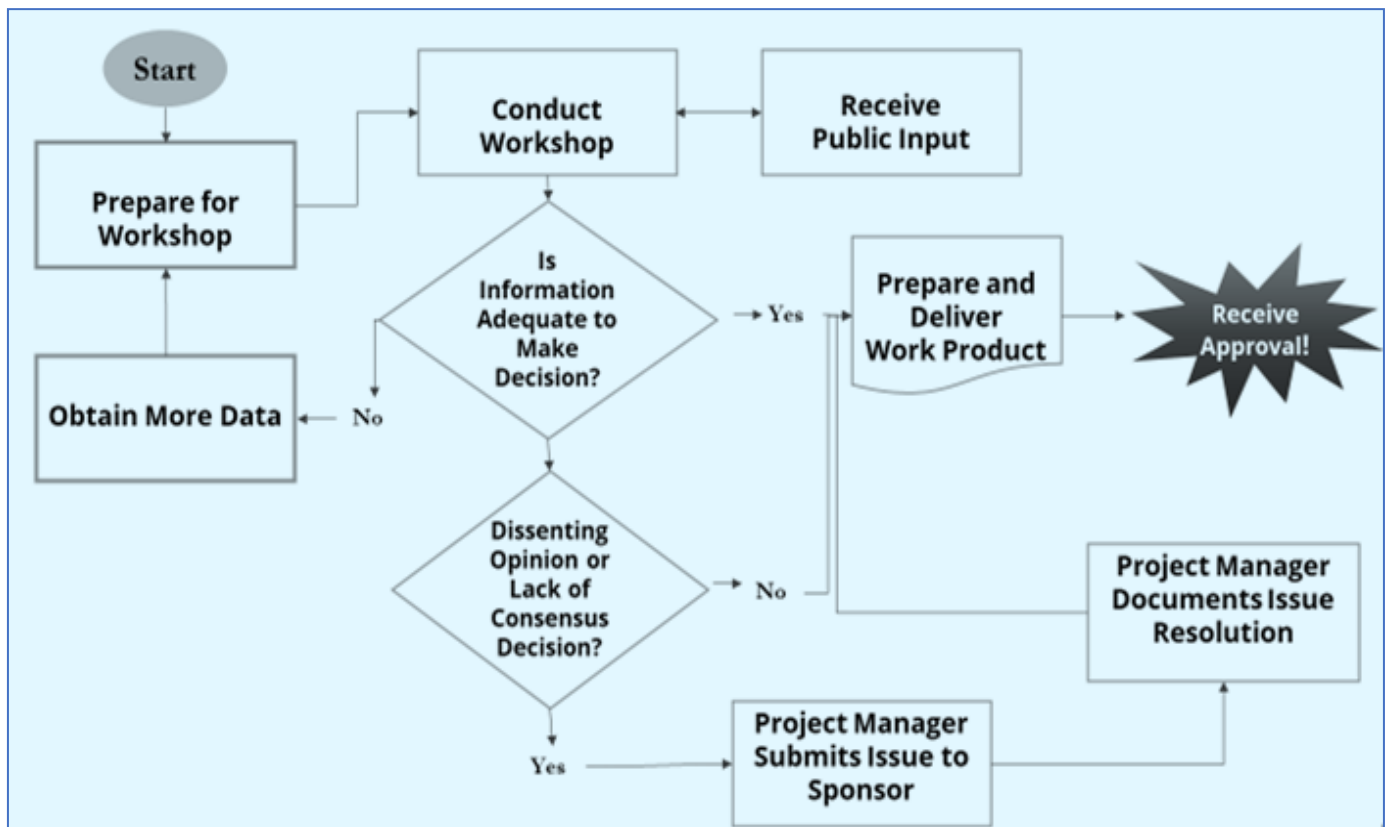 Start
Prepare for
Workshop
Conduct
Workshop
Receive
Public Input
Is
Information
Adequate to
Make
Decision?
Yes
Prepare and
Deliver
Work Product
Receive
Approval!
No
Obtain More Data
Dissenting
Opinion or
Lack of
Consensus
Decision?
No
Yes
Project Manager
Submits Issue to
Sponsor
Project Manager
Documents Issue
Resolution